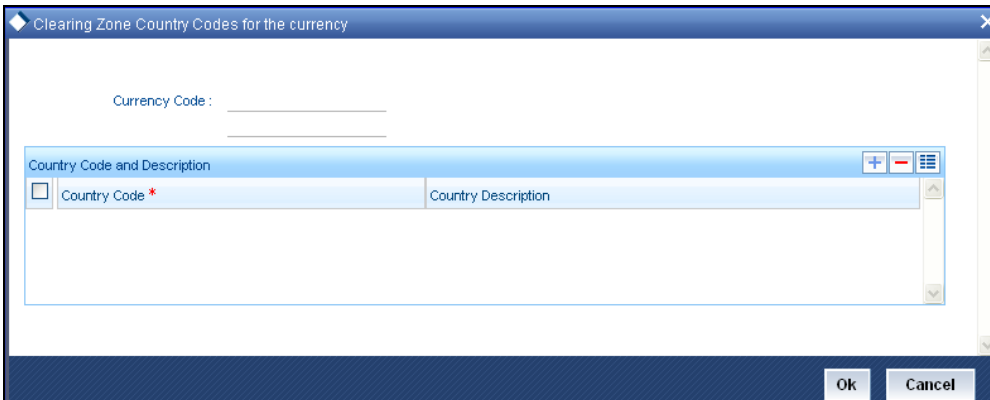 Clearing Zone Country Codes for the currency
Currency Code :
Country Code and Description
Country Code * Country Description
Ok Cancel